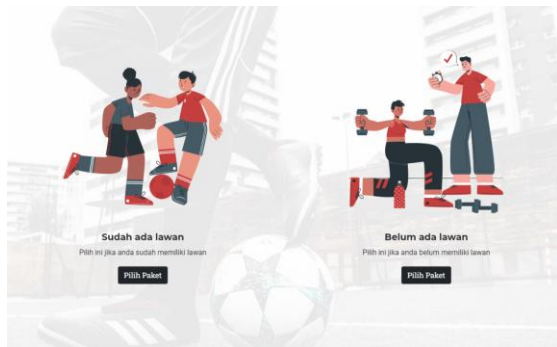 Sudah ada lawan
Pilih ini jika anda sudah memiliki lawan
Pilih Paket
Belum ada lawan
Pilih ini jika anda belum memiliki lawan
Pilih Paket